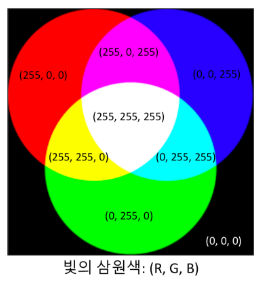 (255, 0, 255)
(255, 0, 0)
(0, 0, 255)
(255, 255, 255)
(255, 255, 0)
(0, 255, 255)
(0, 255, 0)
(0, 0, 0)
빛의 삼원색: (R, G, B)